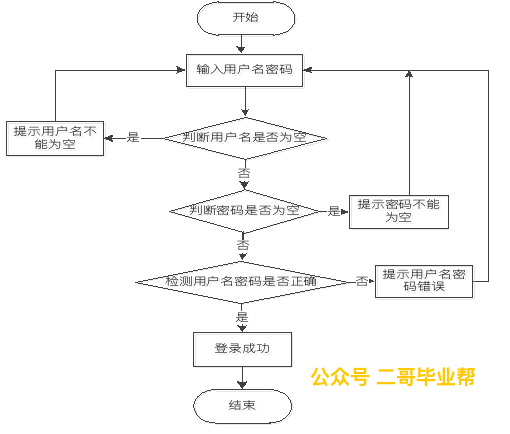 开始
输入用户名密码
提示用户名不
能为空
是
判断用户名是否为空
否
判断密码是否为空
是
提示密码不能
为空
否
检测用户名密码是否正确
否
提示用户名密
码错误
是
登录成功
公众号 二哥毕业帮
结束